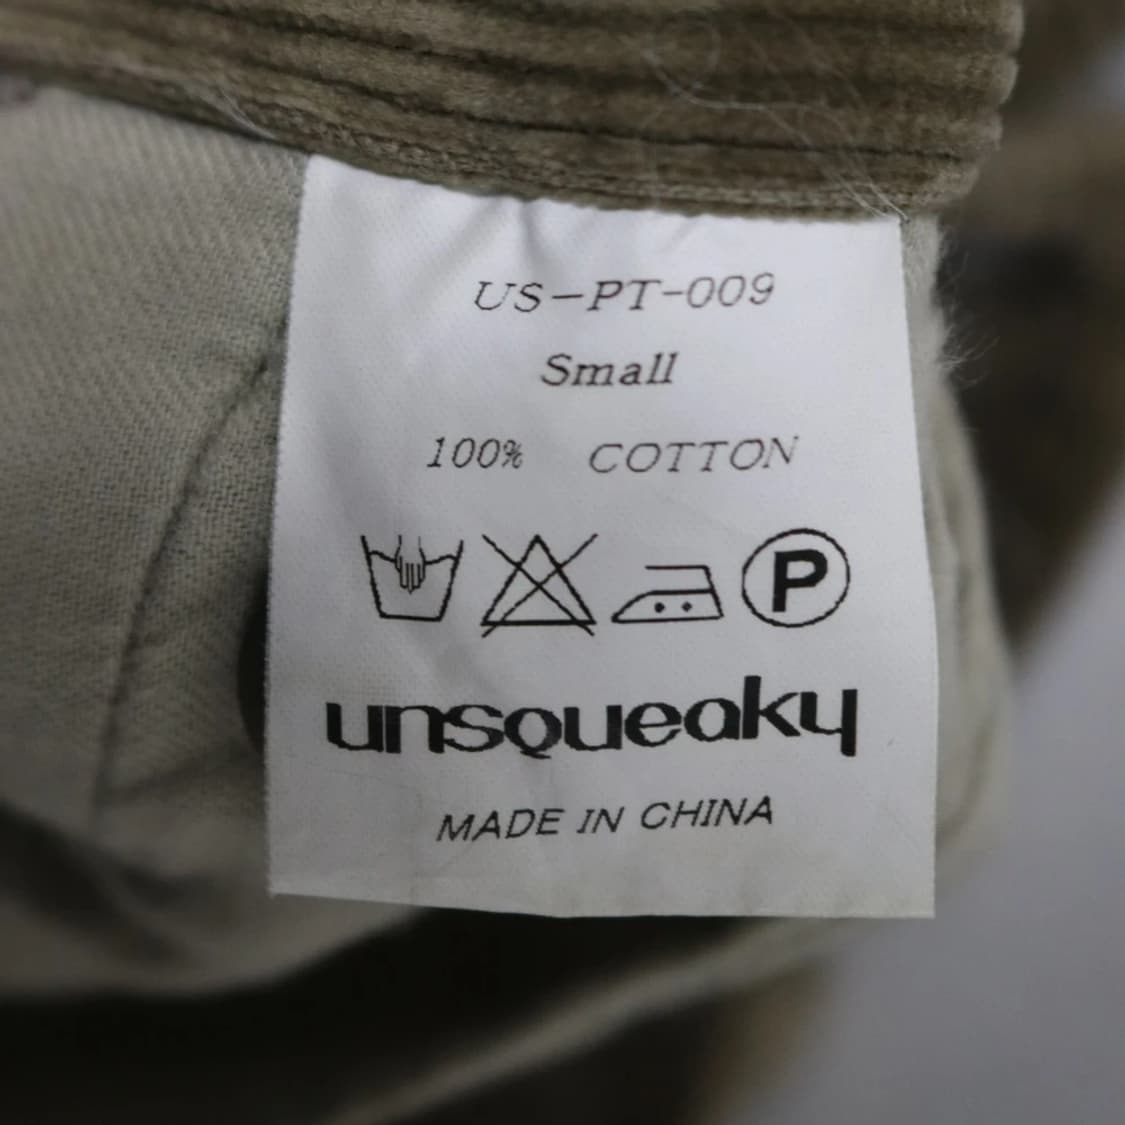 US-PT-009
Small
100% COTTON
P
unsqueaky
MADE IN CHINA